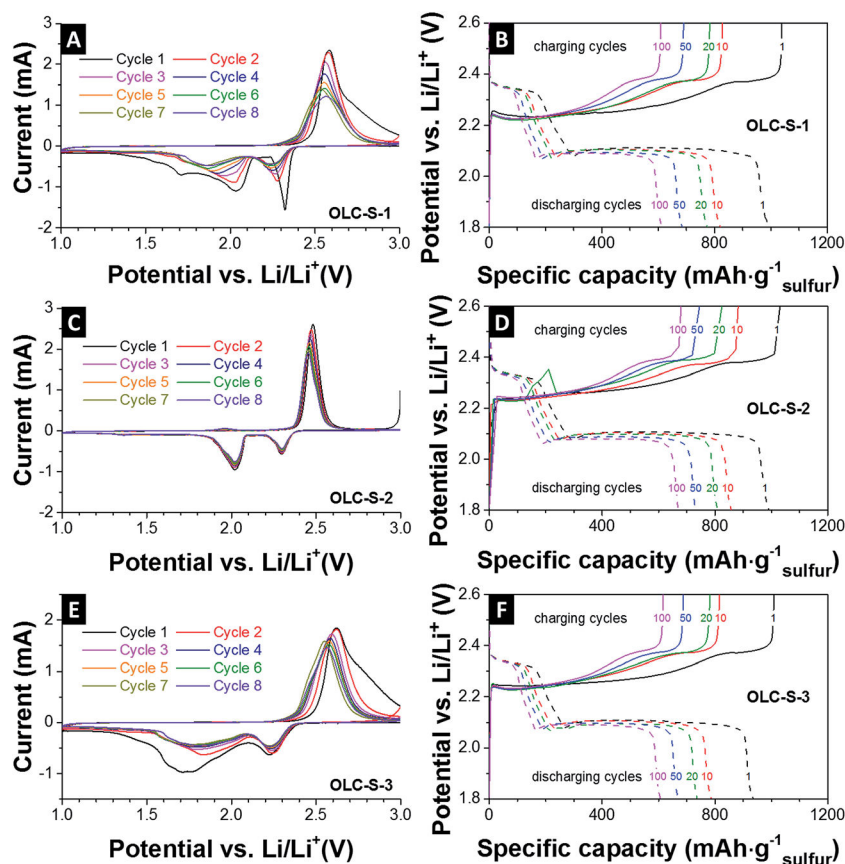 A
Cycle 1 Cycle 2
Cycle 3 Cycle 4
Cycle 5 Cycle 6
Cycle 7 Cycle 8
OLC-S-1
Current (mA)
3
2
1
0
-1
-2
1.0 1.5 2.0 2.5 3.0
Potential vs. Li/Li⁺(V)
B
charging cycles
100 50 20 10 1
OLC-S-1
discharging cycles
100 50 20 10 1
Potential vs. Li/Li⁺ (V)
2.6
2.4
2.2
2.0
1.8
0 400 800 1200
Specific capacity (mAh·g⁻¹sulfur)
C
Cycle 1 Cycle 2
Cycle 3 Cycle 4
Cycle 5 Cycle 6
Cycle 7 Cycle 8
OLC-S-2
Current (mA)
3
2
1
0
-1
-2
1.0 1.5 2.0 2.5 3.0
Potential vs. Li/Li⁺(V)
D
charging cycles
100 50 20 10 1
OLC-S-2
discharging cycles
100 50 20 10 1
Potential vs. Li/Li⁺ (V)
2.6
2.4
2.2
2.0
1.8
0 400 800 1200
Specific capacity (mAh·g⁻¹sulfur)
E
Cycle 1 Cycle 2
Cycle 3 Cycle 4
Cycle 5 Cycle 6
Cycle 7 Cycle 8
OLC-S-3
Current (mA)
2
1
0
-1
1.0 1.5 2.0 2.5 3.0
Potential vs. Li/Li⁺(V)
F
charging cycles
100 50 20 10 1
OLC-S-3
discharging cycles
100 50 20 10 1
Potential vs. Li/Li⁺ (V)
2.6
2.4
2.2
2.0
1.8
0 400 800 1200
Specific capacity (mAh·g⁻¹sulfur)